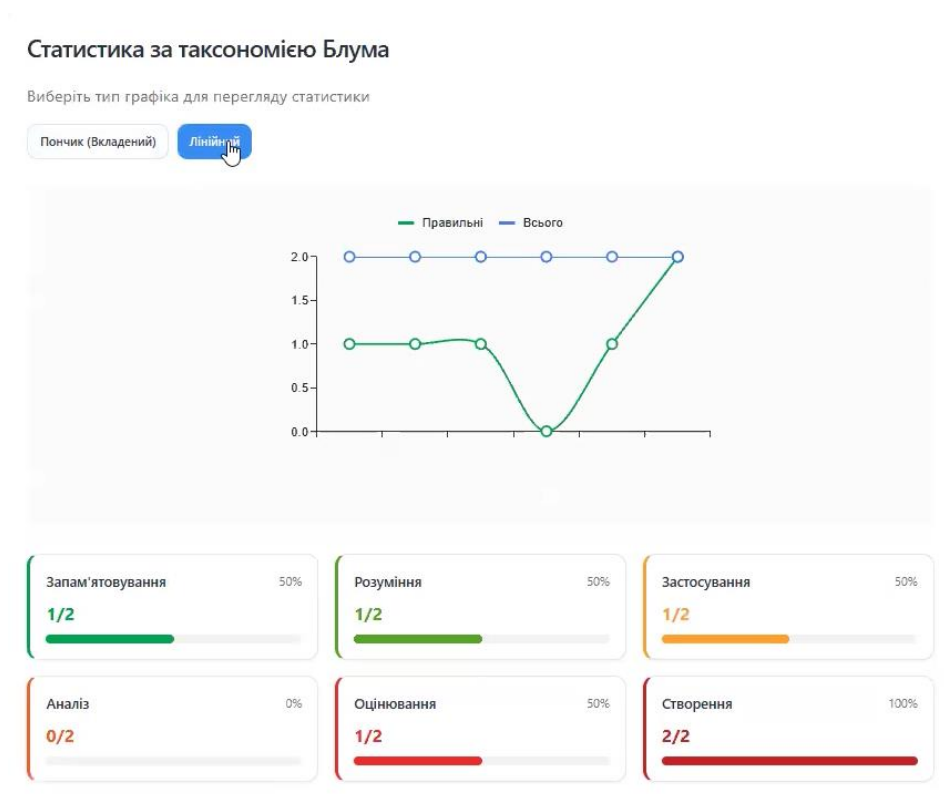 Статистика за таксономією Блума
Виберіть тип графіка для перегляду статистики
Пончик (Вкладений) Лінійний
Правильні Всього
2.0
1.5
1.0
0.5
0.0
Запам'ятовування 50%
1/2
Розуміння 50%
1/2
Застосування 50%
1/2
Аналіз 0%
0/2
Оцінювання 50%
1/2
Створення 100%
2/2